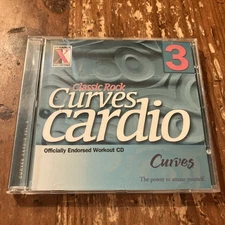 X
3
Classic Rock
Curves
cardio
Officially Endorsed Workout CD
Curves
The power to amaze yourself.